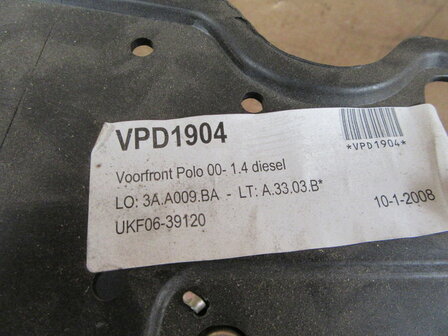 VPD1904
*VPD1904*
Voorfront Polo 00- 1.4 diesel
LO: 3A.A009.BA - LT: A.33.03.B*
10-1-2008
UKF06-39120